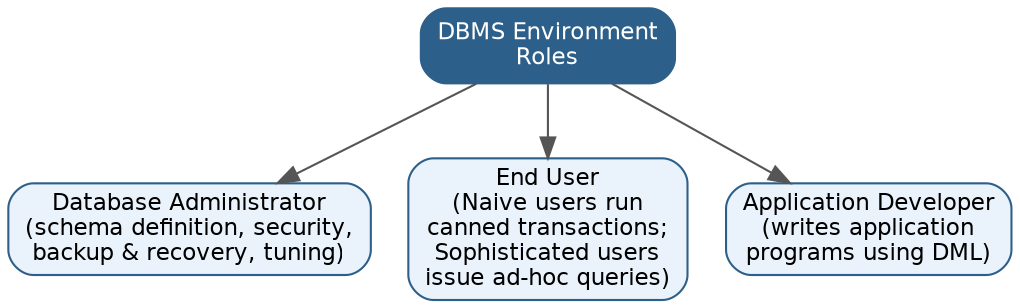 DBMS Environment
Roles
Database Administrator
(schema definition, security,
backup & recovery, tuning)
End User
(Naive users run
canned transactions;
Sophisticated users
issue ad-hoc queries)
Application Developer
(writes application
programs using DML)